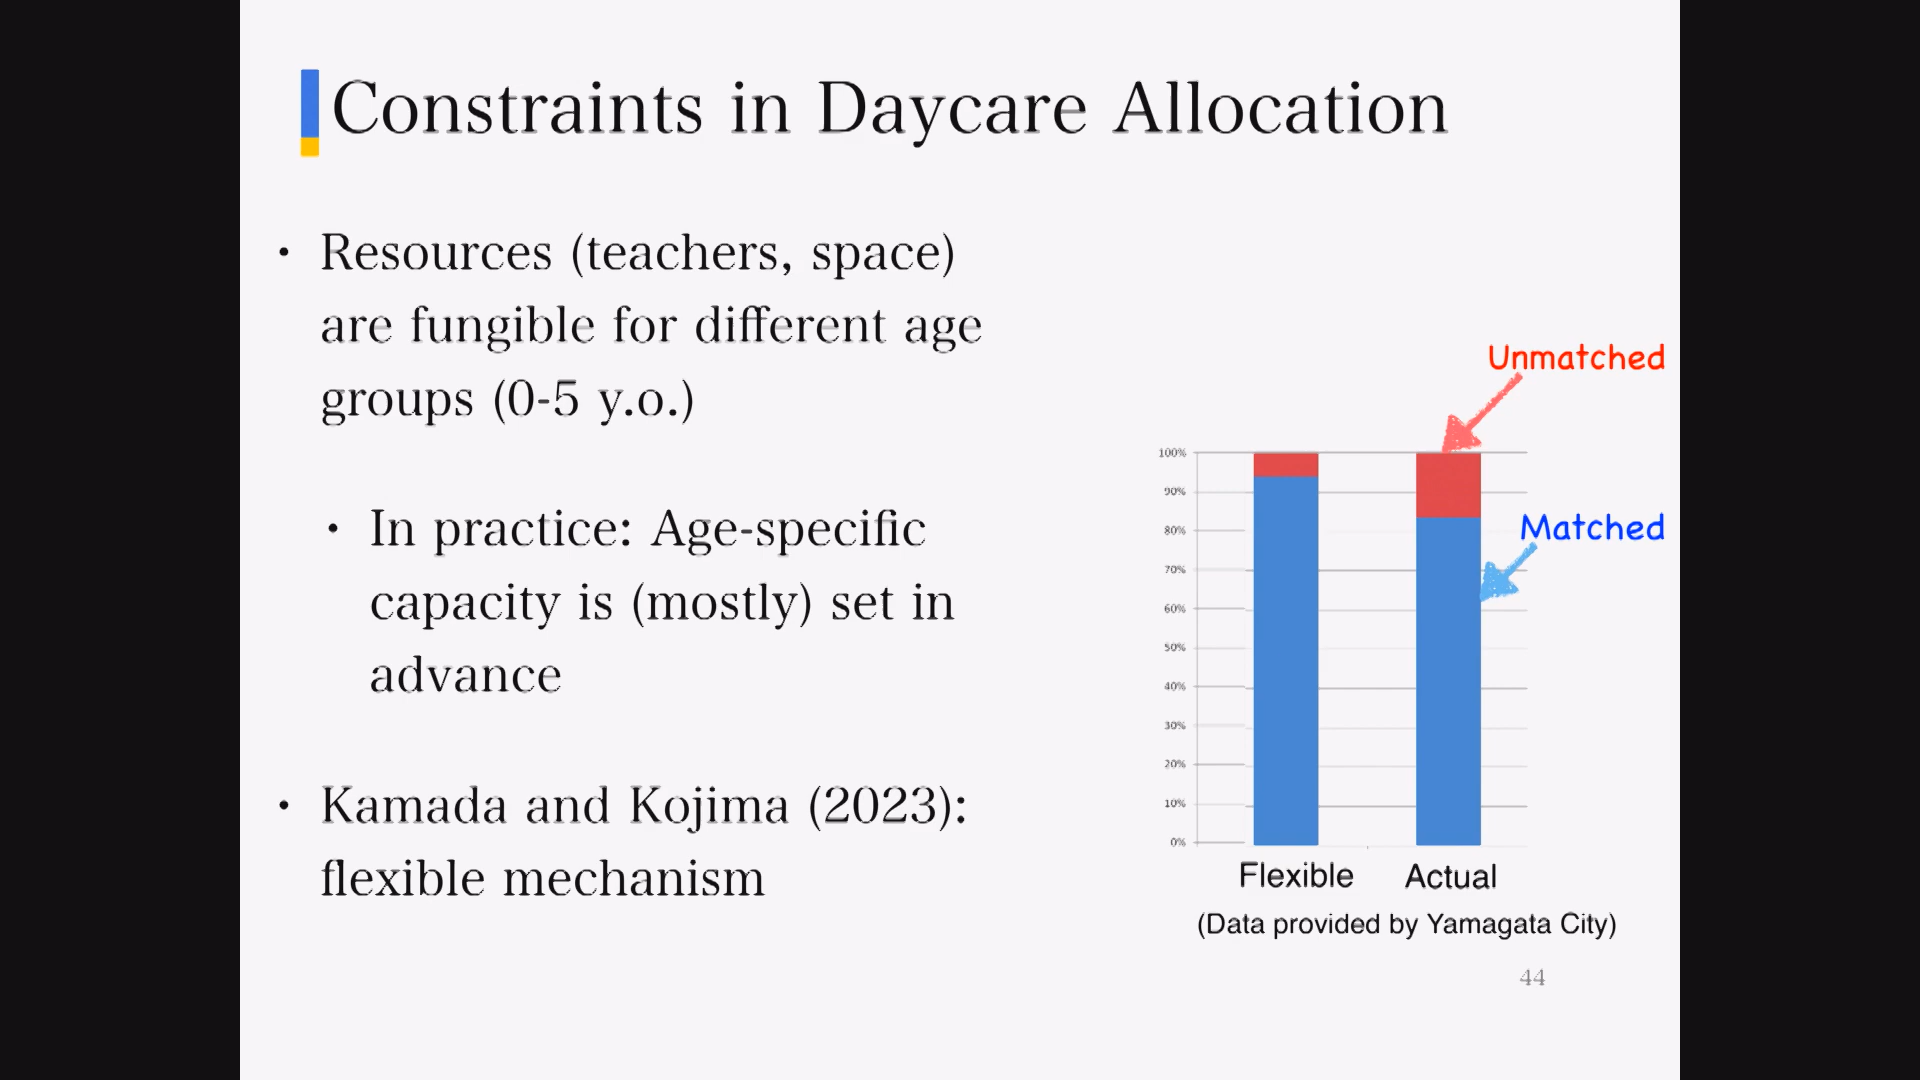 Constraints in Daycare Allocation
• Resources (teachers, space)
are fungible for different age
groups (0-5 y.o.)
• In practice: Age-specific
capacity is (mostly) set in
advance
• Kamada and Kojima (2023):
flexible mechanism
Unmatched
Matched
100%
90%
80%
70%
60%
50%
40%
30%
20%
10%
0%
Flexible Actual
(Data provided by Yamagata City)
44